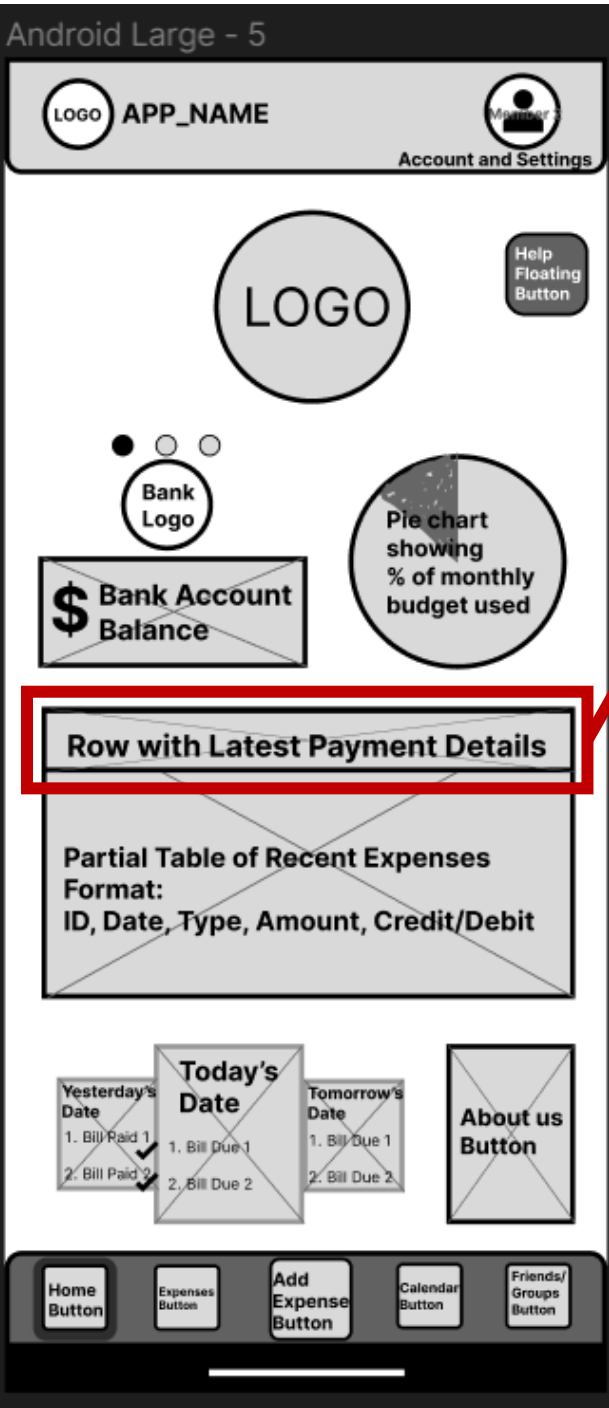 Android Large - 5
LOGO
APP_NAME
Member 3
Account and Settings
Help
Floating
Button
LOGO
Bank
Logo
$
Bank Account
Balance
Pie chart
showing
% of monthly
budget used
Row with Latest Payment Details
Partial Table of Recent Expenses
Format:
ID, Date, Type, Amount, Credit/Debit
Yesterday's
Date
1. Bill Paid 1
2. Bill Paid 2
Today's
Date
1. Bill Due 1
2. Bill Due 2
Tomorrow's
Date
1. Bill Due 1
2. Bill Due 2
About us
Button
Home
Button
Expenses
Button
Add
Expense
Button
Calendar
Button
Friends/
Groups
Button